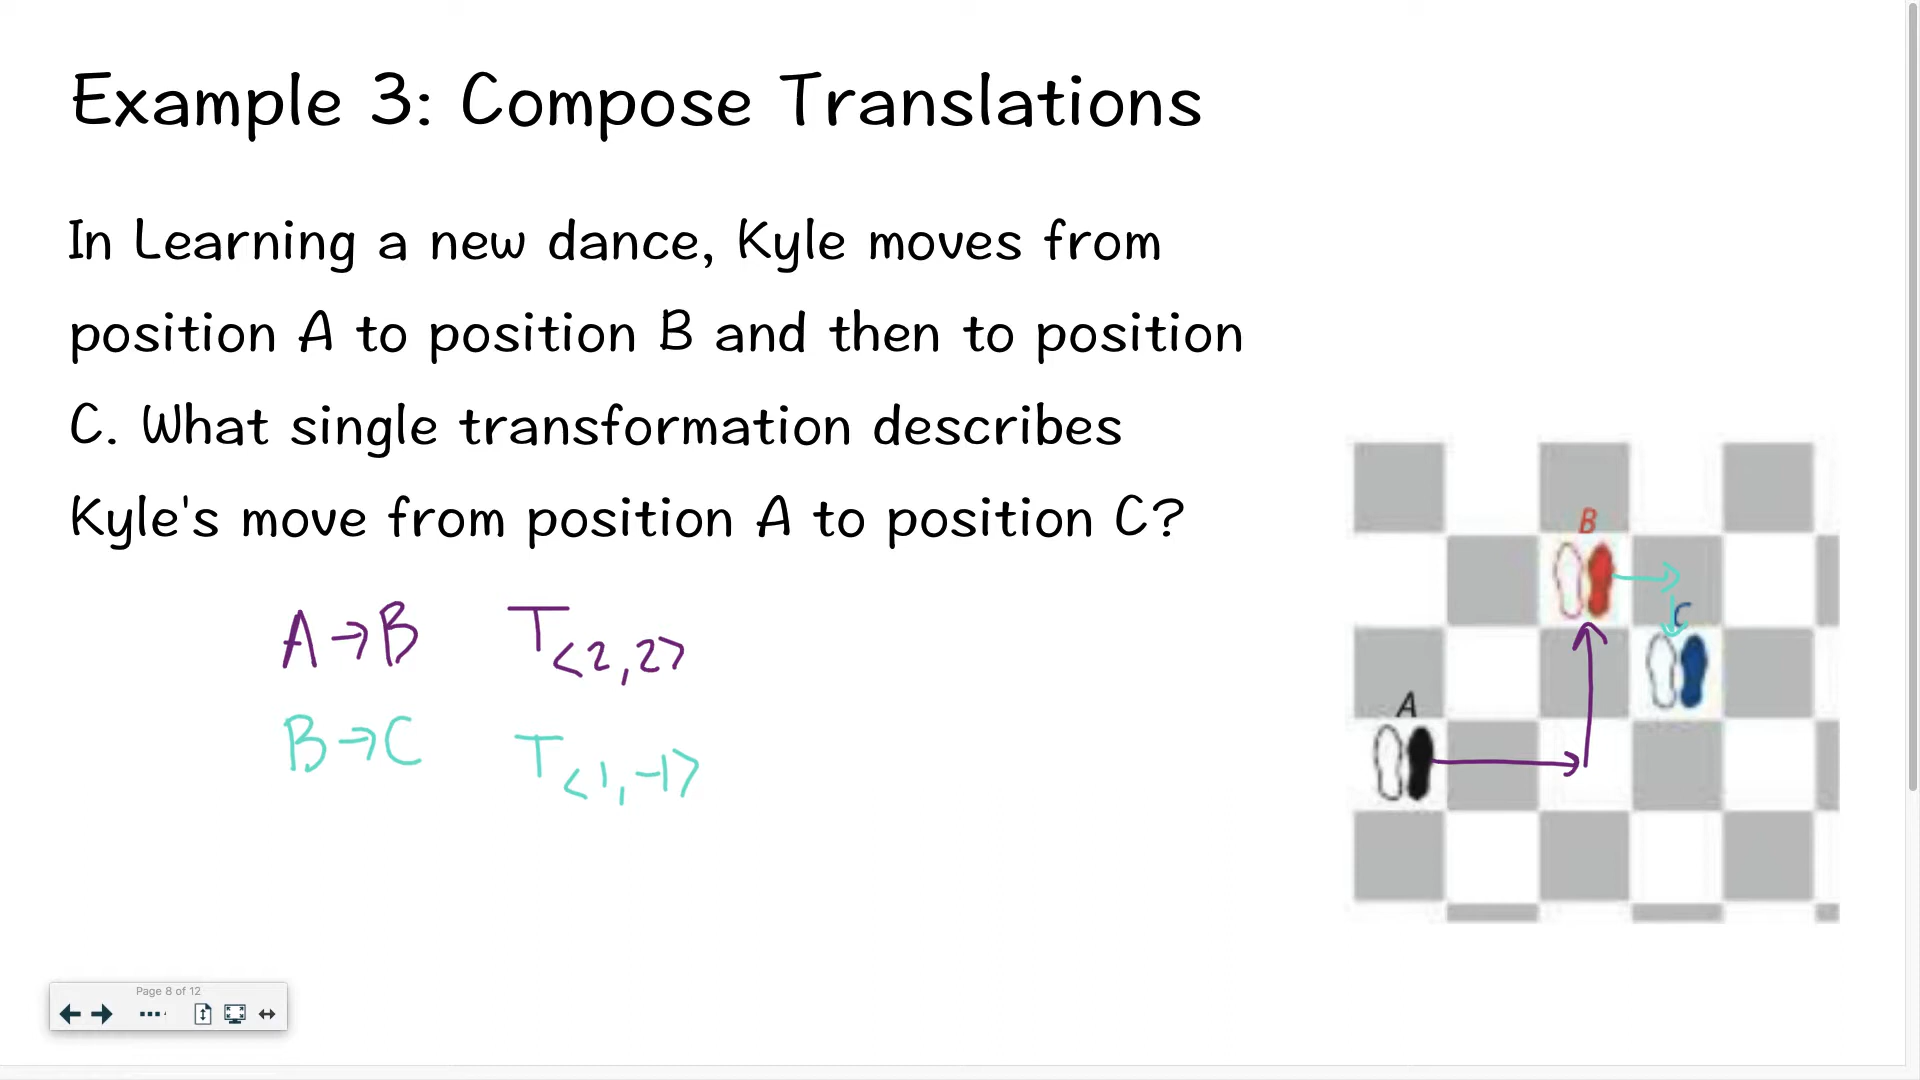 Example 3: Compose Translations
In Learning a new dance, Kyle moves from
position A to position B and then to position
C. What single transformation describes
Kyle's move from position A to position C?
A→B T<2,2>
B→C T<1,-1>
B
C
A
Page 8 of 12